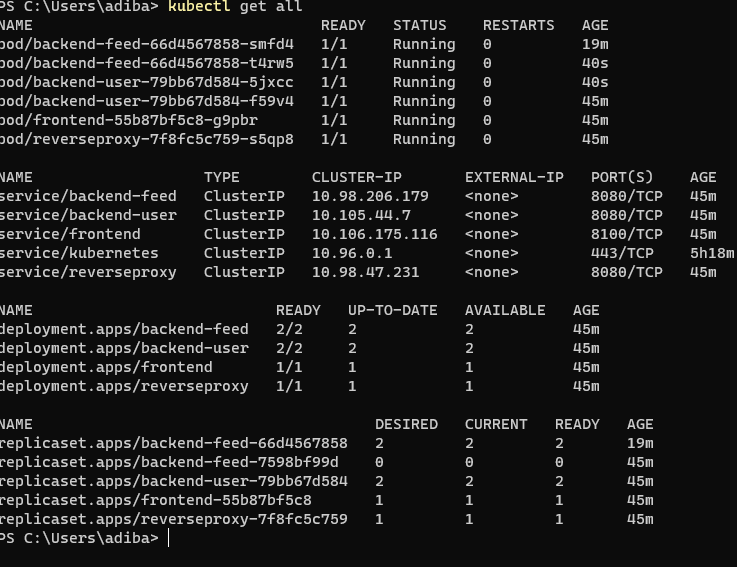 PS C:\Users\adiba> kubectl get all
NAME READY STATUS RESTARTS AGE
pod/backend-feed-66d4567858-smfd4 1/1 Running 0 19m
pod/backend-feed-66d4567858-t4rw5 1/1 Running 0 40s
pod/backend-user-79bb67d584-5jxcc 1/1 Running 0 40s
pod/backend-user-79bb67d584-f59v4 1/1 Running 0 45m
pod/frontend-55b87bf5c8-g9pbr 1/1 Running 0 45m
pod/reverseproxy-7f8fc5c759-s5qp8 1/1 Running 0 45m
NAME TYPE CLUSTER-IP EXTERNAL-IP PORT(S) AGE
service/backend-feed ClusterIP 10.98.206.179 <none> 8080/TCP 45m
service/backend-user ClusterIP 10.105.44.7 <none> 8080/TCP 45m
service/frontend ClusterIP 10.106.175.116 <none> 8100/TCP 45m
service/kubernetes ClusterIP 10.96.0.1 <none> 443/TCP 5h18m
service/reverseproxy ClusterIP 10.98.47.231 <none> 8080/TCP 45m
NAME READY UP-TO-DATE AVAILABLE AGE
deployment.apps/backend-feed 2/2 2 2 45m
deployment.apps/backend-user 2/2 2 2 45m
deployment.apps/frontend 1/1 1 1 45m
deployment.apps/reverseproxy 1/1 1 1 45m
NAME DESIRED CURRENT READY AGE
replicaset.apps/backend-feed-66d4567858 2 2 2 19m
replicaset.apps/backend-feed-7598bf99d 0 0 0 45m
replicaset.apps/backend-user-79bb67d584 2 2 2 45m
replicaset.apps/frontend-55b87bf5c8 1 1 1 45m
replicaset.apps/reverseproxy-7f8fc5c759 1 1 1 45m
PS C:\Users\adiba>